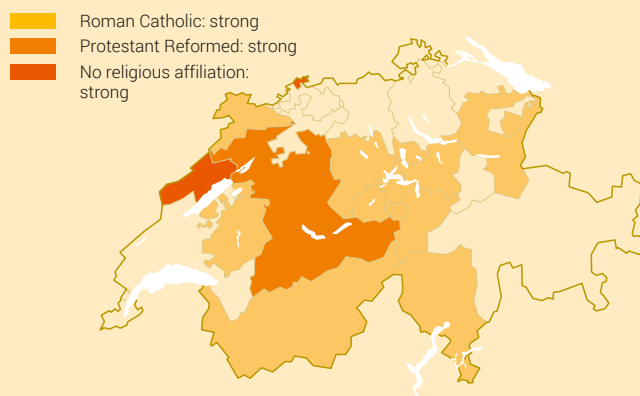 Roman Catholic: strong
Protestant Reformed: strong
No religious affiliation:
strong